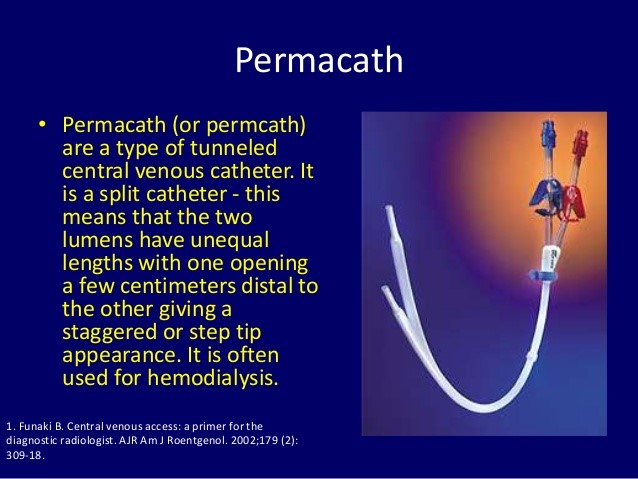 Permacath
• Permacath (or permcath)
are a type of tunneled
central venous catheter. It
is a split catheter - this
means that the two
lumens have unequal
lengths with one opening
a few centimeters distal to
the other giving a
staggered or step tip
appearance. It is often
used for hemodialysis.
1. Funaki B. Central venous access: a primer for the
diagnostic radiologist. AJR Am J Roentgenol. 2002;179 (2):
309-18.